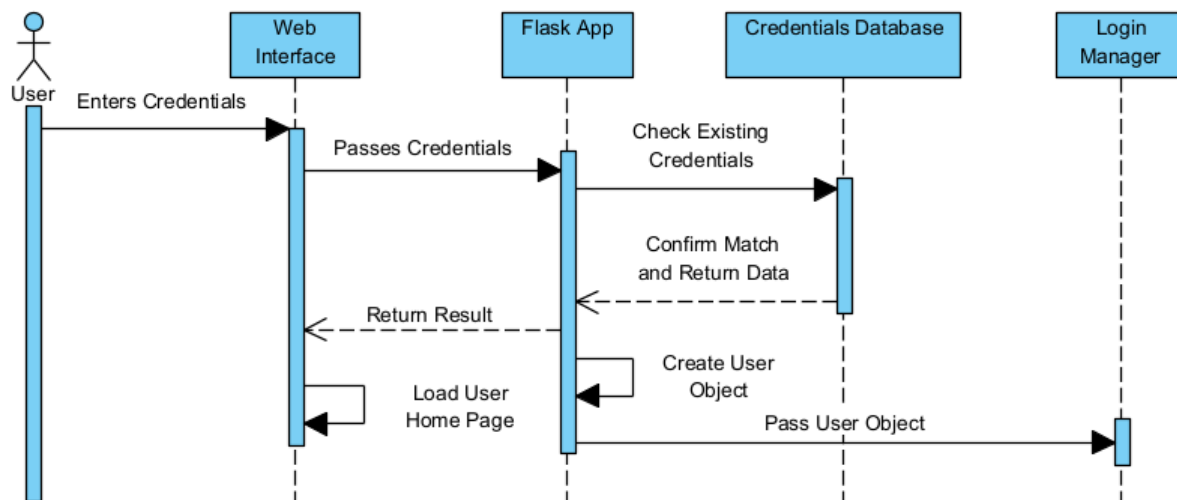 Web
Interface
Flask App
Credentials Database
Login
Manager
User
Enters Credentials
Passes Credentials
Check Existing
Credentials
Confirm Match
and Return Data
Return Result
Create User
Object
Load User
Home Page
Pass User Object